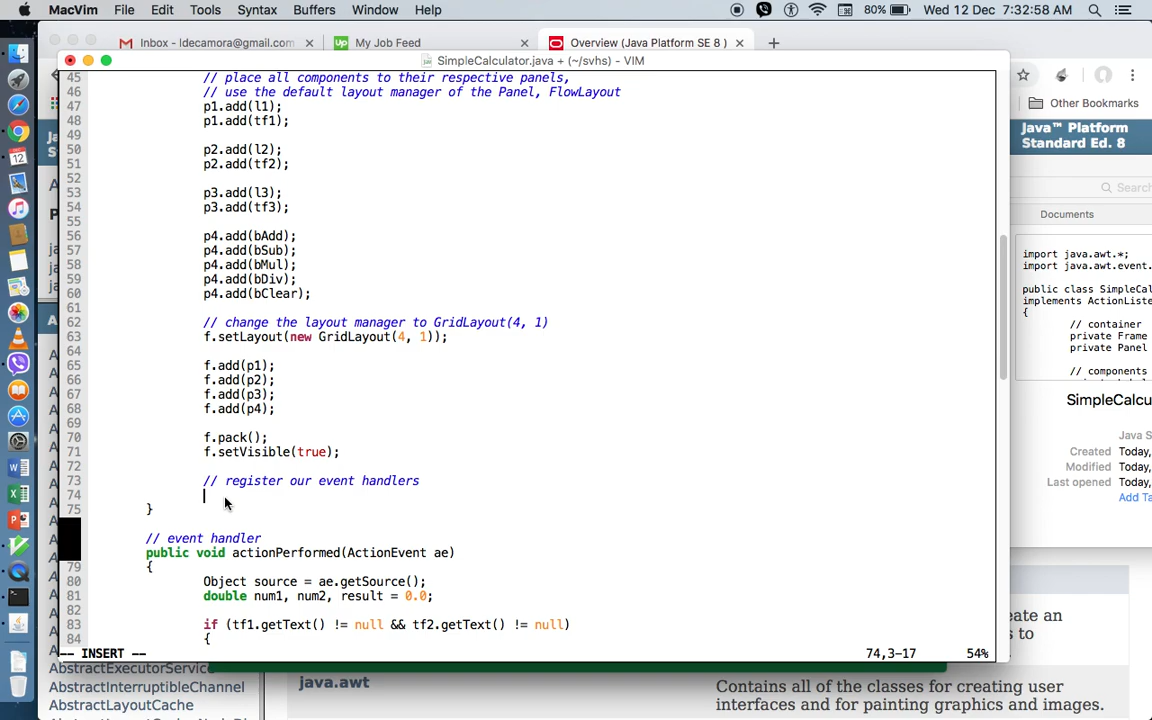 MacVim File Edit Tools Syntax Buffers Window Help 80% Wed 12 Dec 7:32:58 AM
Inbox - ldecamora@gmail.com
My Job Feed
Overview (Java Platform SE 8 )
SimpleCalculator.java + (~/svhs) - VIM
Other Bookmarks
45 // place all components to their respective panels,
46 // use the default layout manager of the Panel, FlowLayout
47 p1.add(l1);
48 p1.add(tf1);
49
50 p2.add(l2);
51 p2.add(tf2);
52
53 p3.add(l3);
54 p3.add(tf3);
55
56 p4.add(bAdd);
57 p4.add(bSub);
58 p4.add(bMul);
59 p4.add(bDiv);
60 p4.add(bClear);
61
62 // change the layout manager to GridLayout(4, 1)
63 f.setLayout(new GridLayout(4, 1));
64
65 f.add(p1);
66 f.add(p2);
67 f.add(p3);
68 f.add(p4);
69
70 f.pack();
71 f.setVisible(true);
72
73 // register our event handlers
74
75 }
// event handler
public void actionPerformed(ActionEvent ae)
79 {
80 Object source = ae.getSource();
81 double num1, num2, result = 0.0;
82
83 if (tf1.getText() != null && tf2.getText() != null)
84 {
-- INSERT -- 74,3-17 54%
Java™ Platform
Standard Ed. 8
Search
Documents
import java.awt.*;
import java.awt.event.
public class SimpleCal
implements ActionListe
{
// container
private Frame
private Panel
// components
SimpleCalcu
Java S
Created Today,
Modified Today,
Last opened Today,
Add Ta
eate an
s to
AbstractExecutorService
AbstractInterruptibleChannel
AbstractLayoutCache
java.awt
Contains all of the classes for creating user
interfaces and for painting graphics and images.